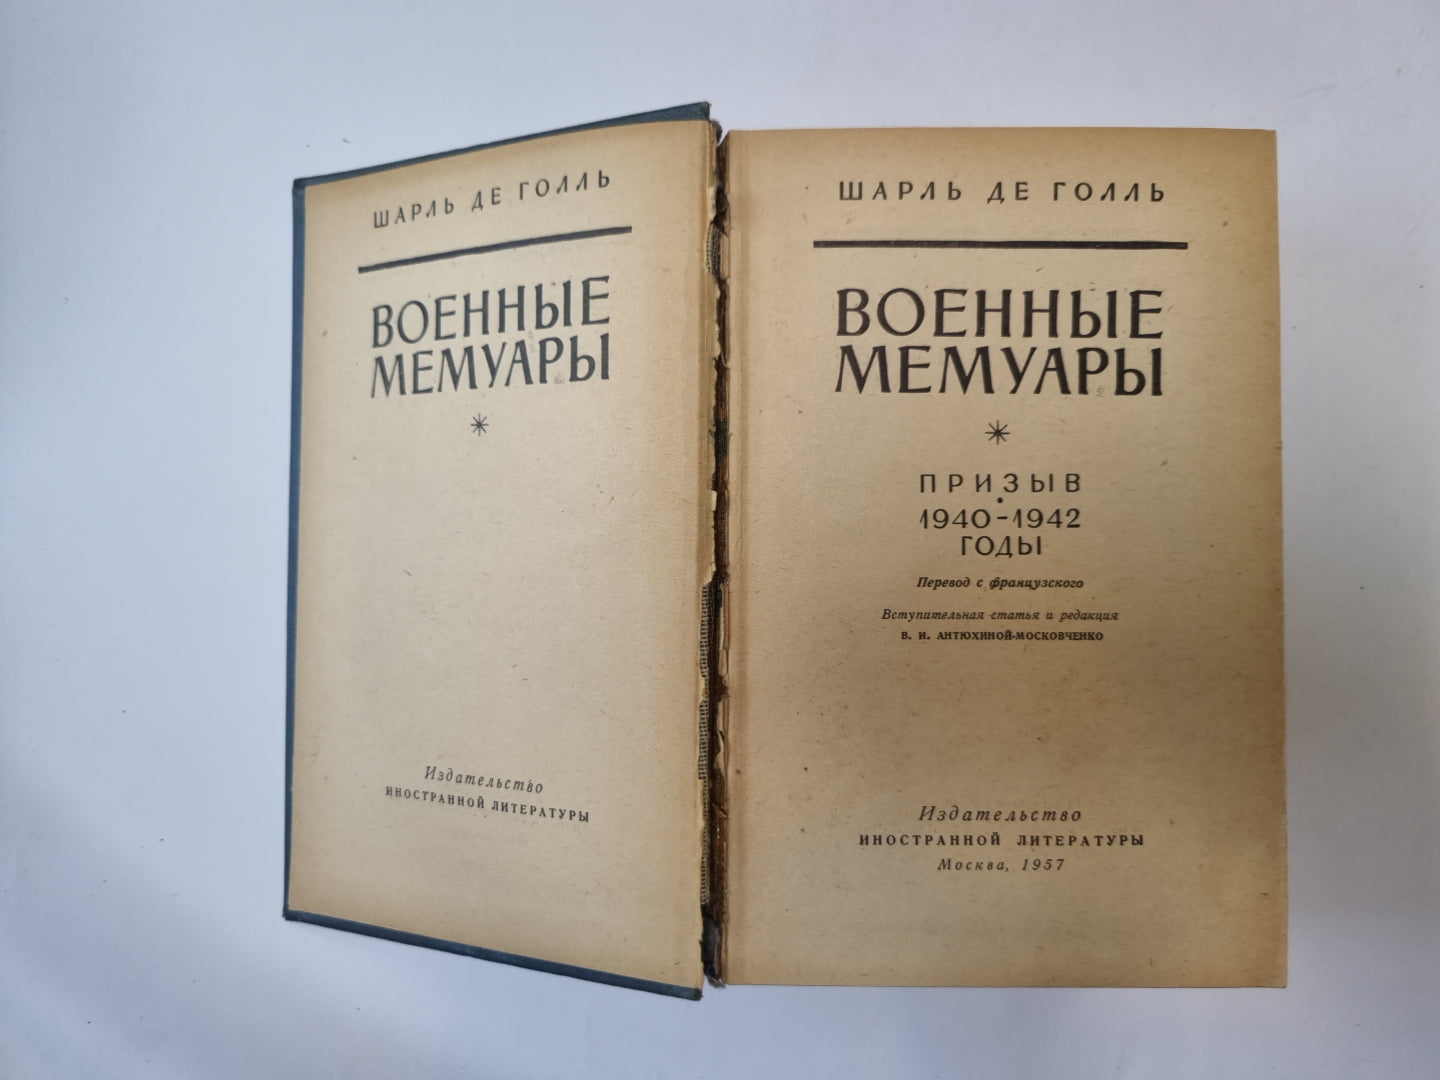 ШАРЛЬ ДЕ ГОЛЛЬ
ВОЕННЫЕ
МЕМУАРЫ
*
Издательство
ИНОСТРАННОЙ ЛИТЕРАТУРЫ
ШАРЛЬ ДЕ ГОЛЛЬ
ВОЕННЫЕ
МЕМУАРЫ
*
ПРИЗЫВ
1940-1942
ГОДЫ
Перевод с французского
Вступительная статья и редакция
В. И. АНТЮХИНОЙ-МОСКОВЧЕНКО
Издательство
ИНОСТРАННОЙ ЛИТЕРАТУРЫ
Москва, 1957